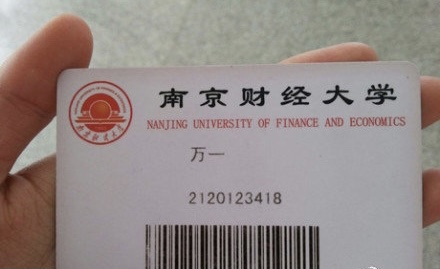 南京财经大学
NANJING UNIVERSITY OF FINANCE AND ECONOMICS
万一
2120123418